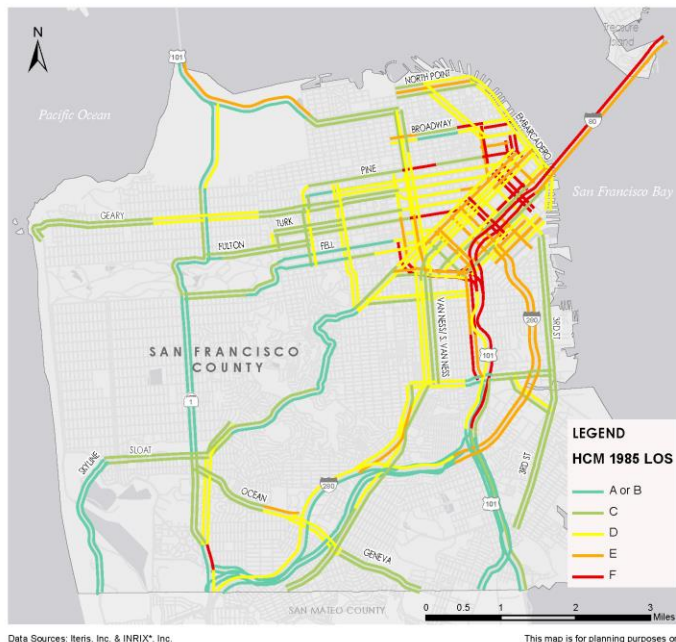 N
Treasure
Island
101
Pacific Ocean
NORTH POINT
EMBARCADERO
BROADWAY
80
PINE
San Francisco Bay
GEARY
TURK
FULTON
FELL
VAN NESS/ S. VAN NESS
280
3RD ST
SAN FRANCISCO
COUNTY
101
1
SKYLINE
SLOAT
280
OCEAN
101
3RD ST
GENEVA
LEGEND
HCM 1985 LOS
A or B
C
D
E
F
SAN MATEO COUNTY
0 0.5 1 2 3
Miles
Data Sources: Iteris, Inc. & INRIX*, Inc.
This map is for planning purposes on